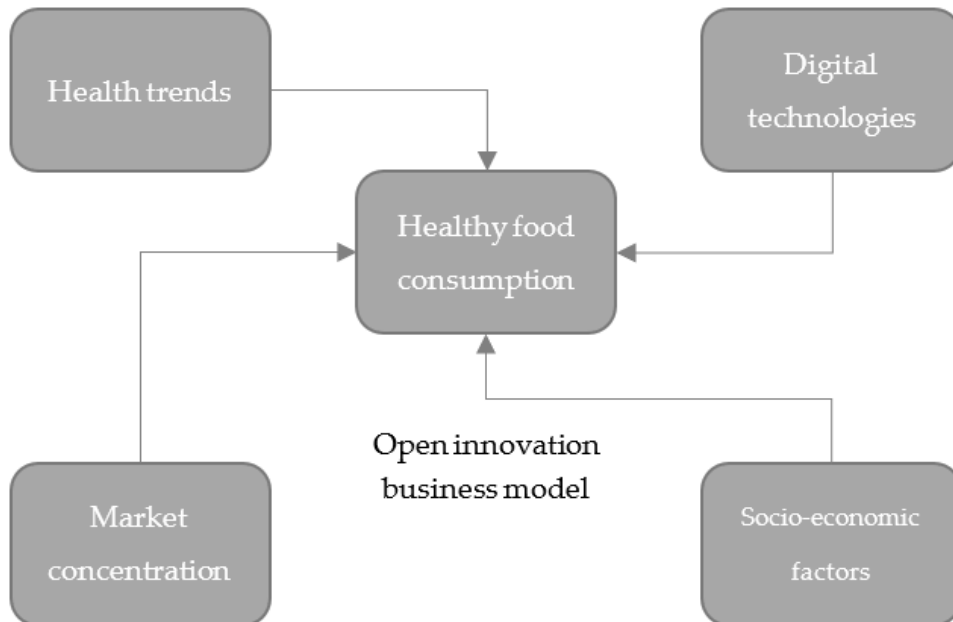 Health trends
Digital
technologies
Healthy food
consumption
Open innovation
business model
Market
concentration
Socio-economic
factors